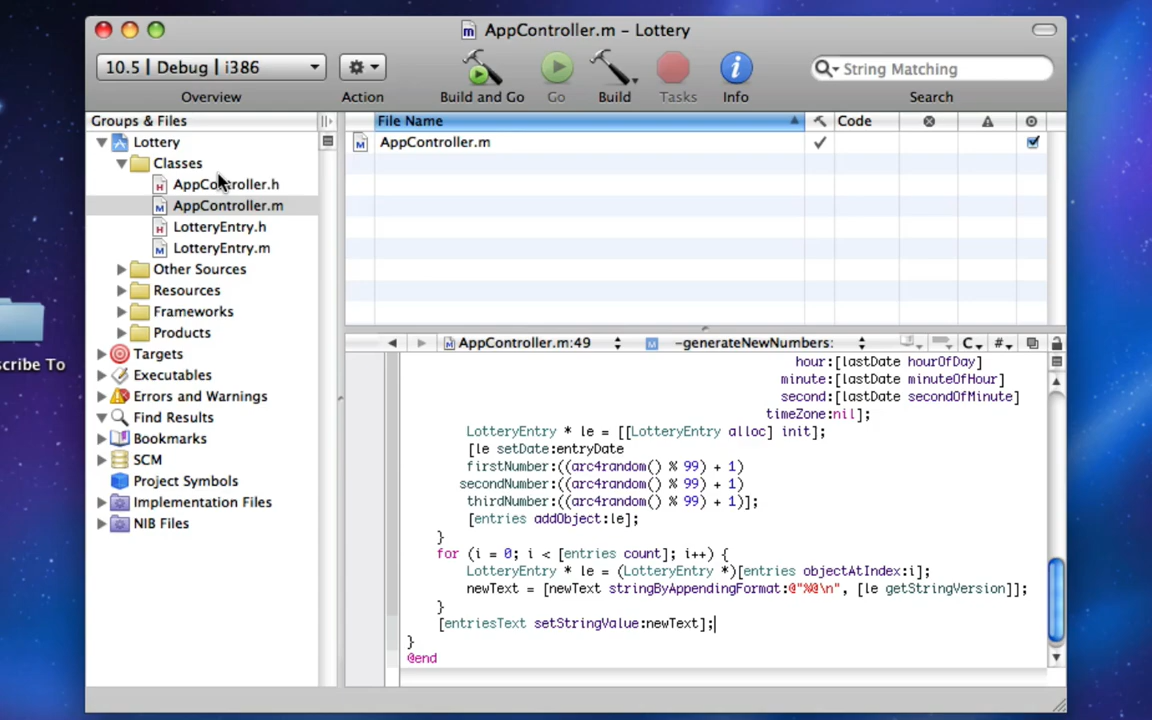 AppController.m – Lottery
10.5 | Debug | i386
String Matching
Overview
Action
Build and Go
Go
Build
Tasks
Info
Search
Groups & Files
File Name
Code
Lottery
AppController.m
Classes
AppController.h
AppController.m
LotteryEntry.h
LotteryEntry.m
Other Sources
Resources
Frameworks
Products
Targets
Executables
Errors and Warnings
Find Results
Bookmarks
SCM
Project Symbols
Implementation Files
NIB Files
scribe To
AppController.m:49
-generateNewNumbers:
C
#
hour:[lastDate hourOfDay]
minute:[lastDate minuteOfHour]
second:[lastDate secondOfMinute]
timeZone:nil];
LotteryEntry * le = [[LotteryEntry alloc] init];
[le setDate:entryDate
firstNumber:((arc4random() % 99) + 1)
secondNumber:((arc4random() % 99) + 1)
thirdNumber:((arc4random() % 99) + 1)];
[entries addObject:le];
}
for (i = 0; i < [entries count]; i++) {
LotteryEntry * le = (LotteryEntry *)[entries objectAtIndex:i];
newText = [newText stringByAppendingFormat:@"%@\n", [le getStringVersion]];
}
[entriesText setStringValue:newText];
}
@end